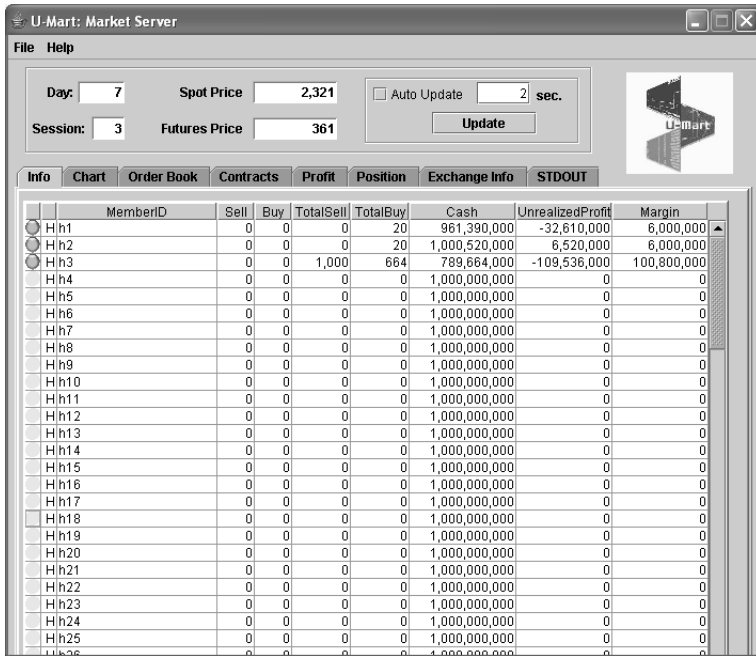 U-Mart: Market Server
File Help
Day: 7 Spot Price 2,321 Auto Update 2 sec.
Session: 3 Futures Price 361 Update
U-Mart
Info Chart Order Book Contracts Profit Position Exchange Info STDOUT
MemberID Sell Buy TotalSell TotalBuy Cash UnrealizedProfit Margin
H h1 0 0 0 20 961,390,000 -32,610,000 6,000,000
H h2 0 0 0 20 1,000,520,000 6,520,000 6,000,000
H h3 0 0 1,000 664 789,664,000 -109,536,000 100,800,000
H h4 0 0 0 0 1,000,000,000 0 0
H h5 0 0 0 0 1,000,000,000 0 0
H h6 0 0 0 0 1,000,000,000 0 0
H h7 0 0 0 0 1,000,000,000 0 0
H h8 0 0 0 0 1,000,000,000 0 0
H h9 0 0 0 0 1,000,000,000 0 0
H h10 0 0 0 0 1,000,000,000 0 0
H h11 0 0 0 0 1,000,000,000 0 0
H h12 0 0 0 0 1,000,000,000 0 0
H h13 0 0 0 0 1,000,000,000 0 0
H h14 0 0 0 0 1,000,000,000 0 0
H h15 0 0 0 0 1,000,000,000 0 0
H h16 0 0 0 0 1,000,000,000 0 0
H h17 0 0 0 0 1,000,000,000 0 0
H h18 0 0 0 0 1,000,000,000 0 0
H h19 0 0 0 0 1,000,000,000 0 0
H h20 0 0 0 0 1,000,000,000 0 0
H h21 0 0 0 0 1,000,000,000 0 0
H h22 0 0 0 0 1,000,000,000 0 0
H h23 0 0 0 0 1,000,000,000 0 0
H h24 0 0 0 0 1,000,000,000 0 0
H h25 0 0 0 0 1,000,000,000 0 0